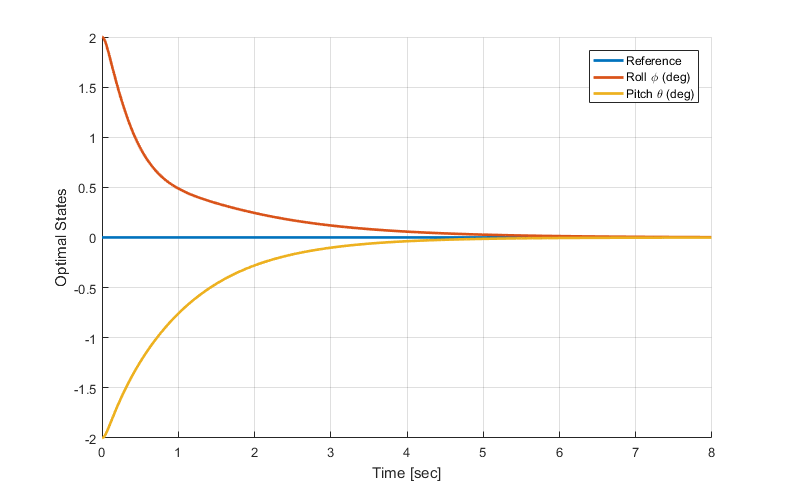 2
1.5
1
0.5
0
-0.5
-1
-1.5
-2
Optimal States
0 1 2 3 4 5 6 7 8
Time [sec]
Reference
Roll ϕ (deg)
Pitch θ (deg)